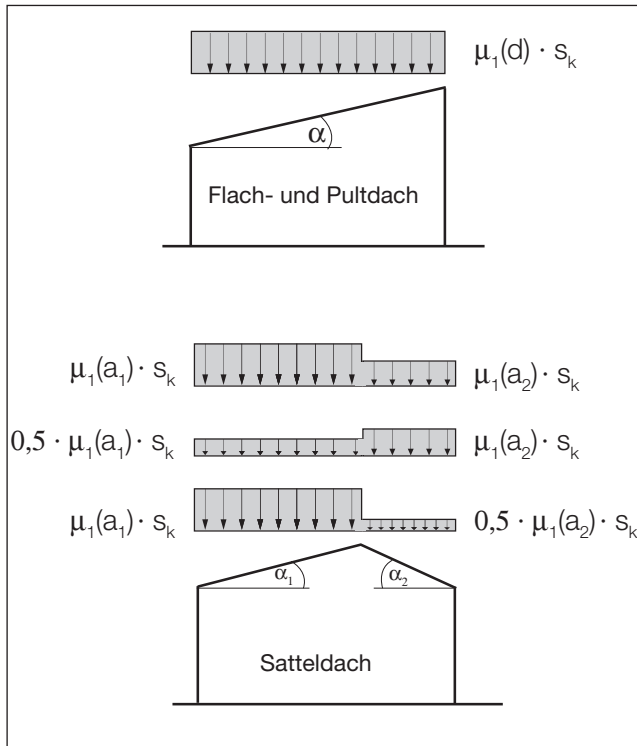 μ₁(d) · sₖ
α
Flach- und Pultdach
μ₁(a₁) · sₖ μ₁(a₂) · sₖ
0,5 · μ₁(a₁) · sₖ μ₁(a₂) · sₖ
μ₁(a₁) · sₖ 0,5 · μ₁(a₂) · sₖ
α₁ α₂
Satteldach